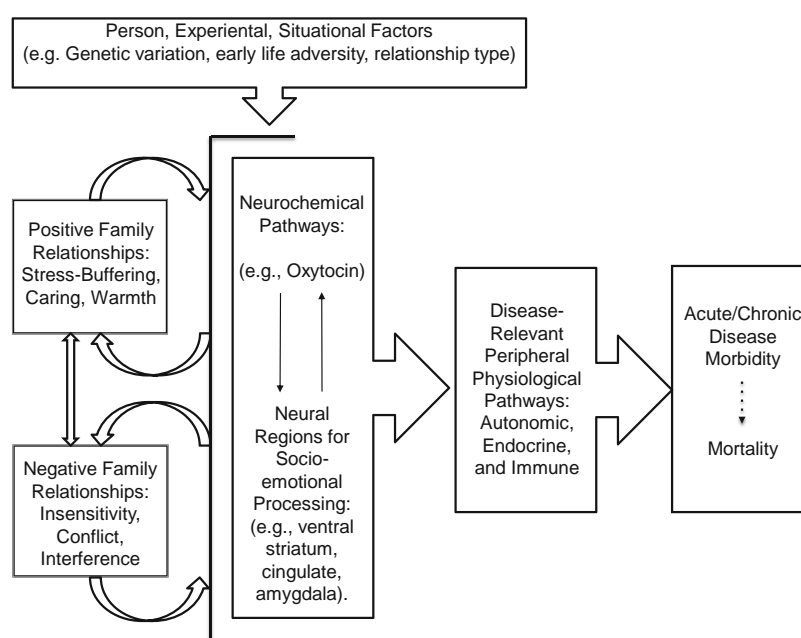 Person, Experiential, Situational Factors
(e.g. Genetic variation, early life adversity, relationship type)
Positive Family
Relationships:
Stress-Buffering,
Caring, Warmth
Negative Family
Relationships:
Insensitivity,
Conflict,
Interference
Neurochemical
Pathways:
(e.g., Oxytocin)
Neural
Regions for
Socio-
emotional
Processing:
(e.g., ventral
striatum,
cingulate,
amygdala).
Disease-
Relevant
Peripheral
Physiological
Pathways:
Autonomic,
Endocrine,
and Immune
Acute/Chronic
Disease
Morbidity
Mortality